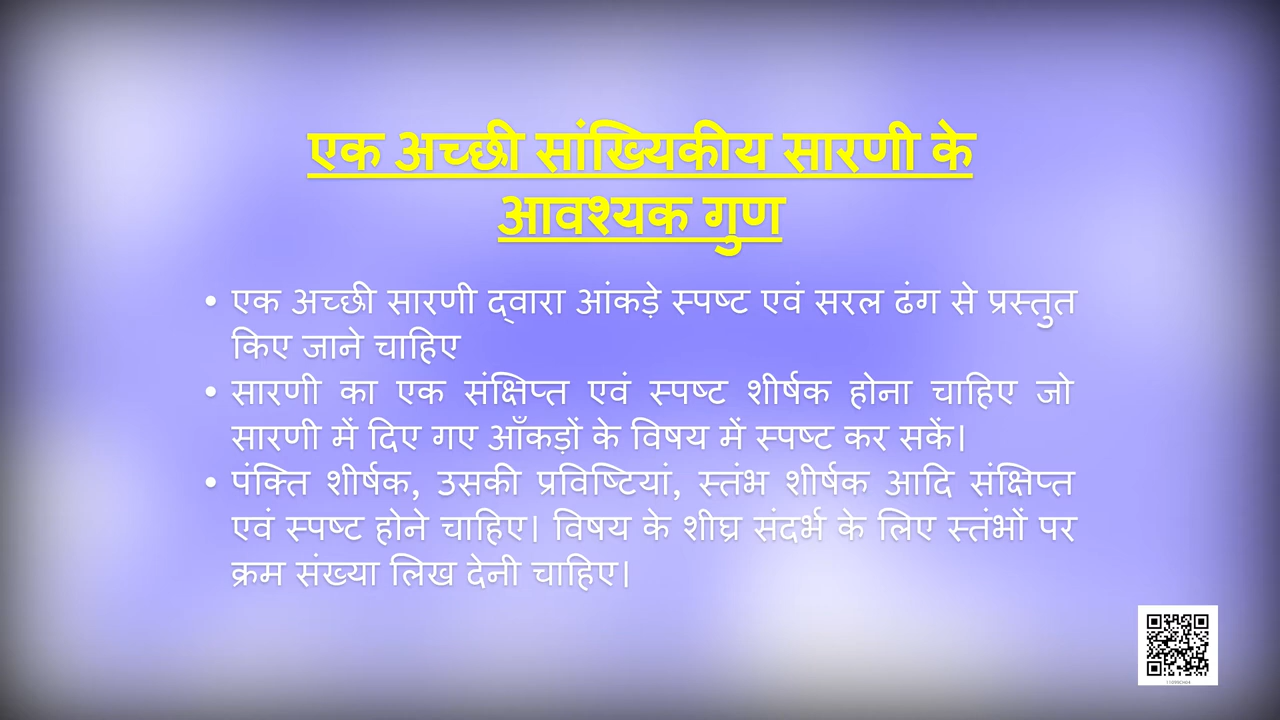 एक अच्छी सांख्यिकीय सारणी के
आवश्यक गुण
• एक अच्छी सारणी द्वारा आंकड़े स्पष्ट एवं सरल ढंग से प्रस्तुत
किए जाने चाहिए
• सारणी का एक संक्षिप्त एवं स्पष्ट शीर्षक होना चाहिए जो
सारणी में दिए गए आँकड़ों के विषय में स्पष्ट कर सकें|
• पंक्ति शीर्षक, उसकी प्रविष्टियां, स्तंभ शीर्षक आदि संक्षिप्त
एवं स्पष्ट होने चाहिए| विषय के शीघ्र संदर्भ के लिए स्तंभों पर
क्रम संख्या लिख देनी चाहिए|